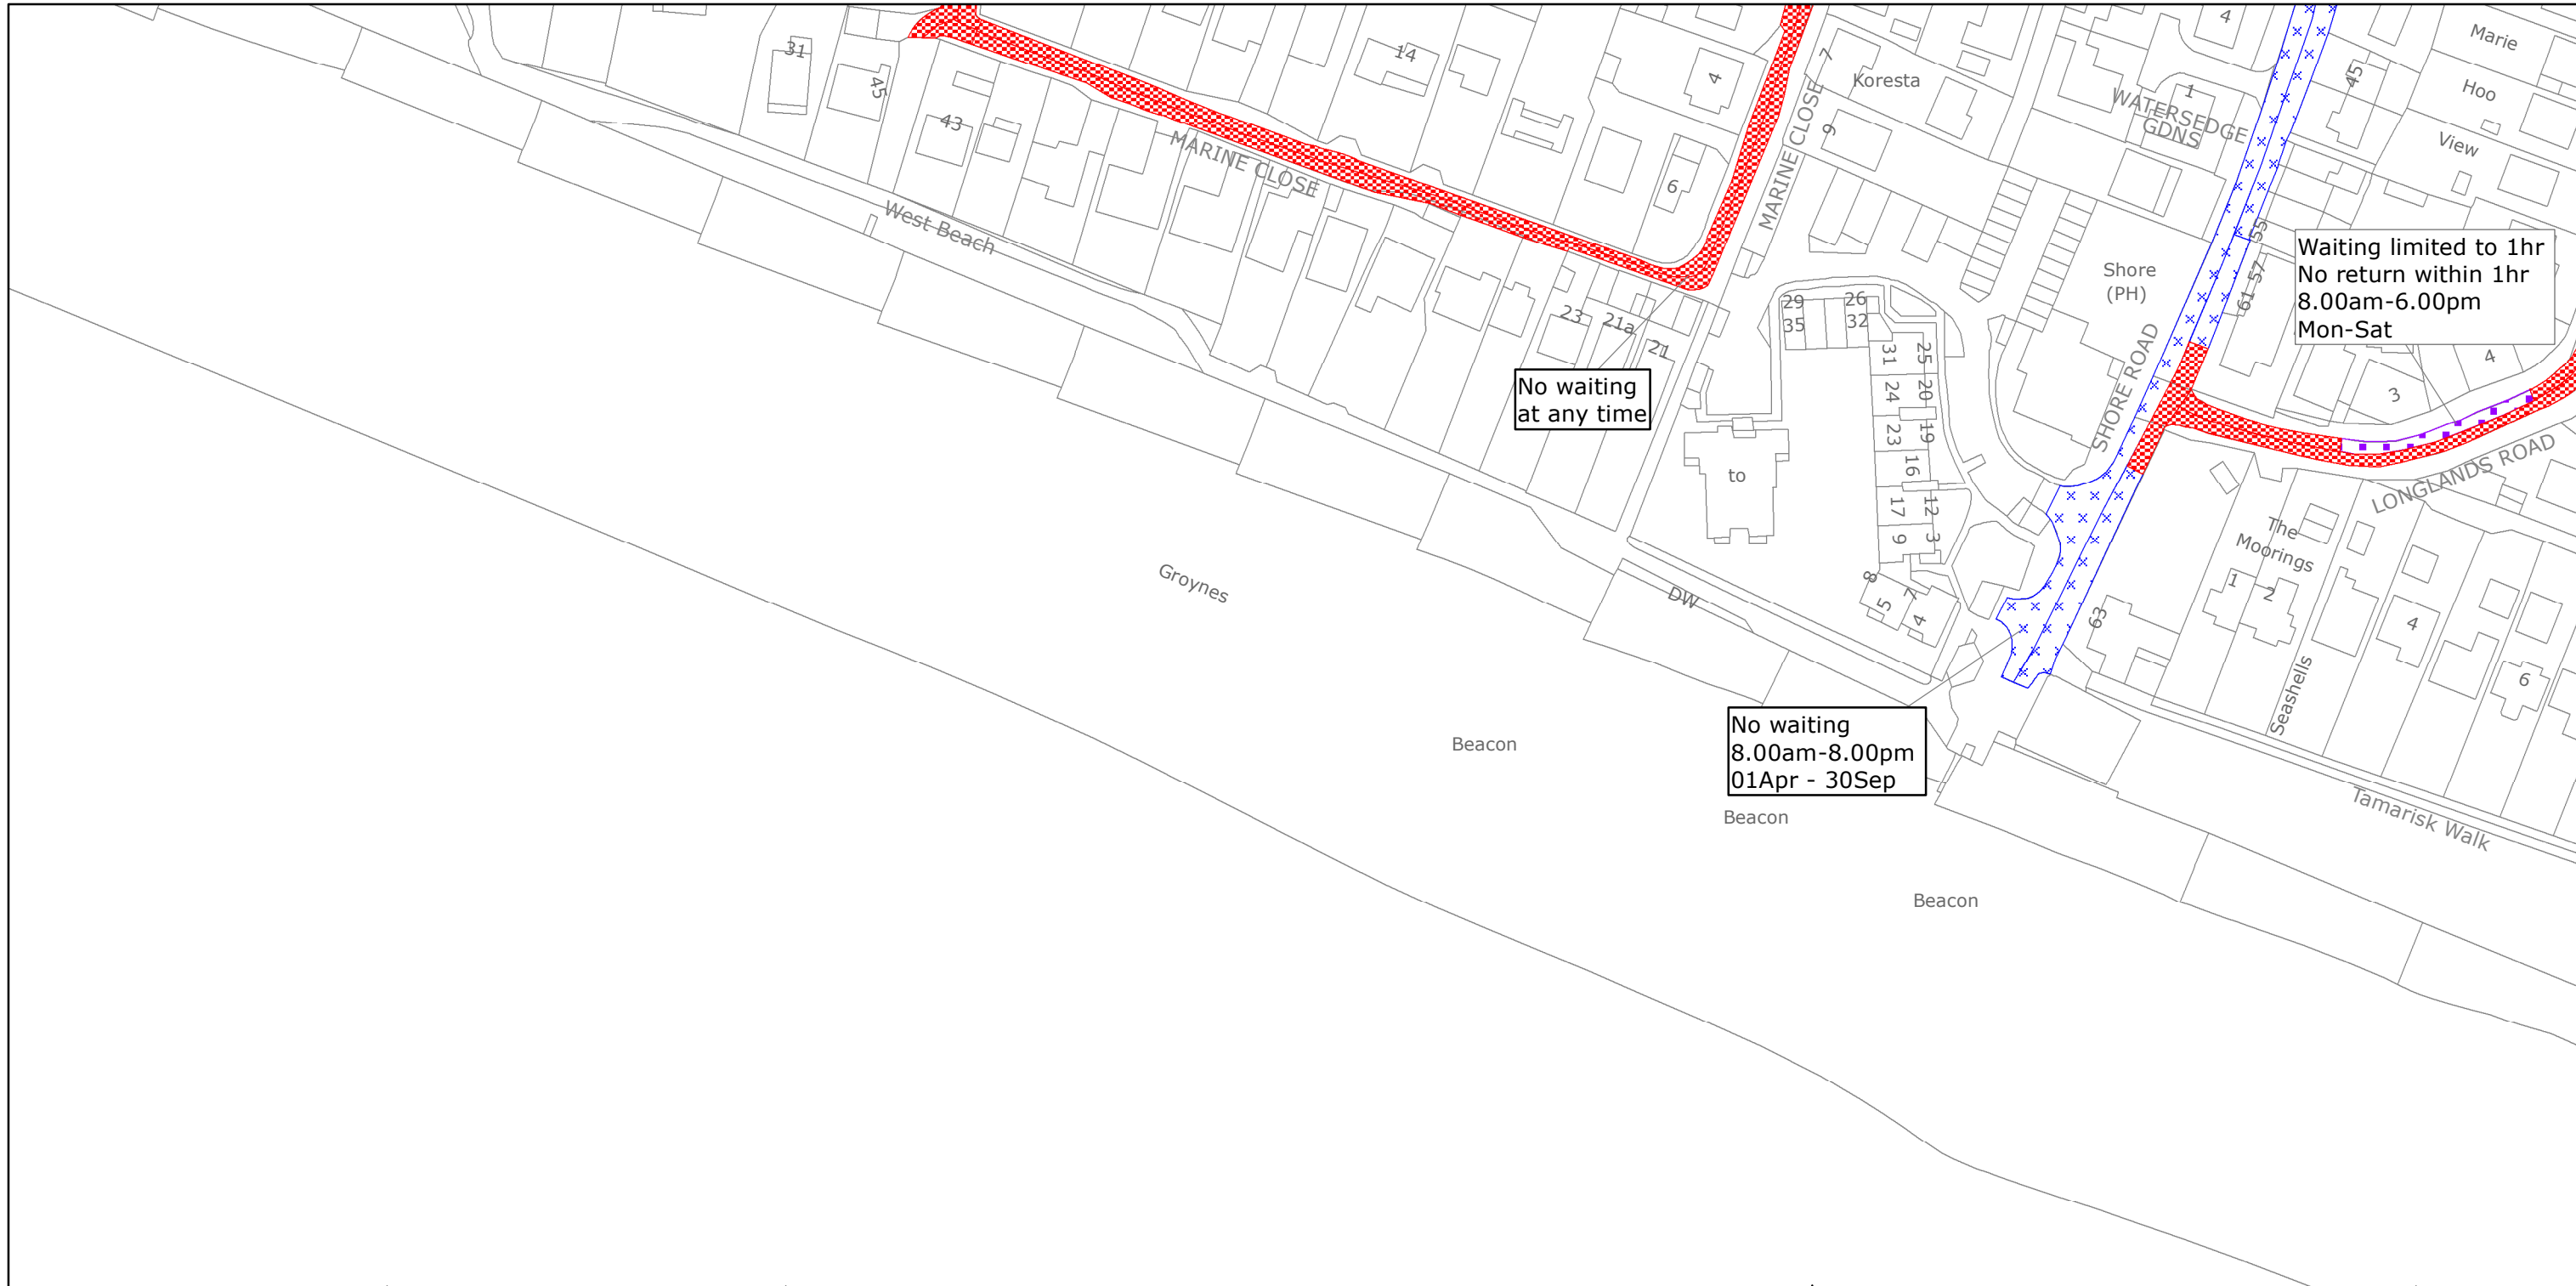 31
45
43
14
4
6
7
9
Koresta
4
1
WATERSEDGE
GDNS
45
Marie
Hoo
View
MARINE CLOSE
MARINE CLOSE
West Beach
55
61-57
Shore
(PH)
SHORE ROAD
Waiting limited to 1hr
No return within 1hr
8.00am-6.00pm
Mon-Sat
4
3
LONGLANDS ROAD
23
21a
21
No waiting
at any time
29
35
26
32
31
25
24
20
23
19
16
17
12
9
3
8
5
7
4
to
The
Moorings
1
2
4
6
63
Seashells
Groynes
DW
Beacon
No waiting
8.00am-8.00pm
01Apr - 30Sep
Beacon
Beacon
Tamarisk Walk